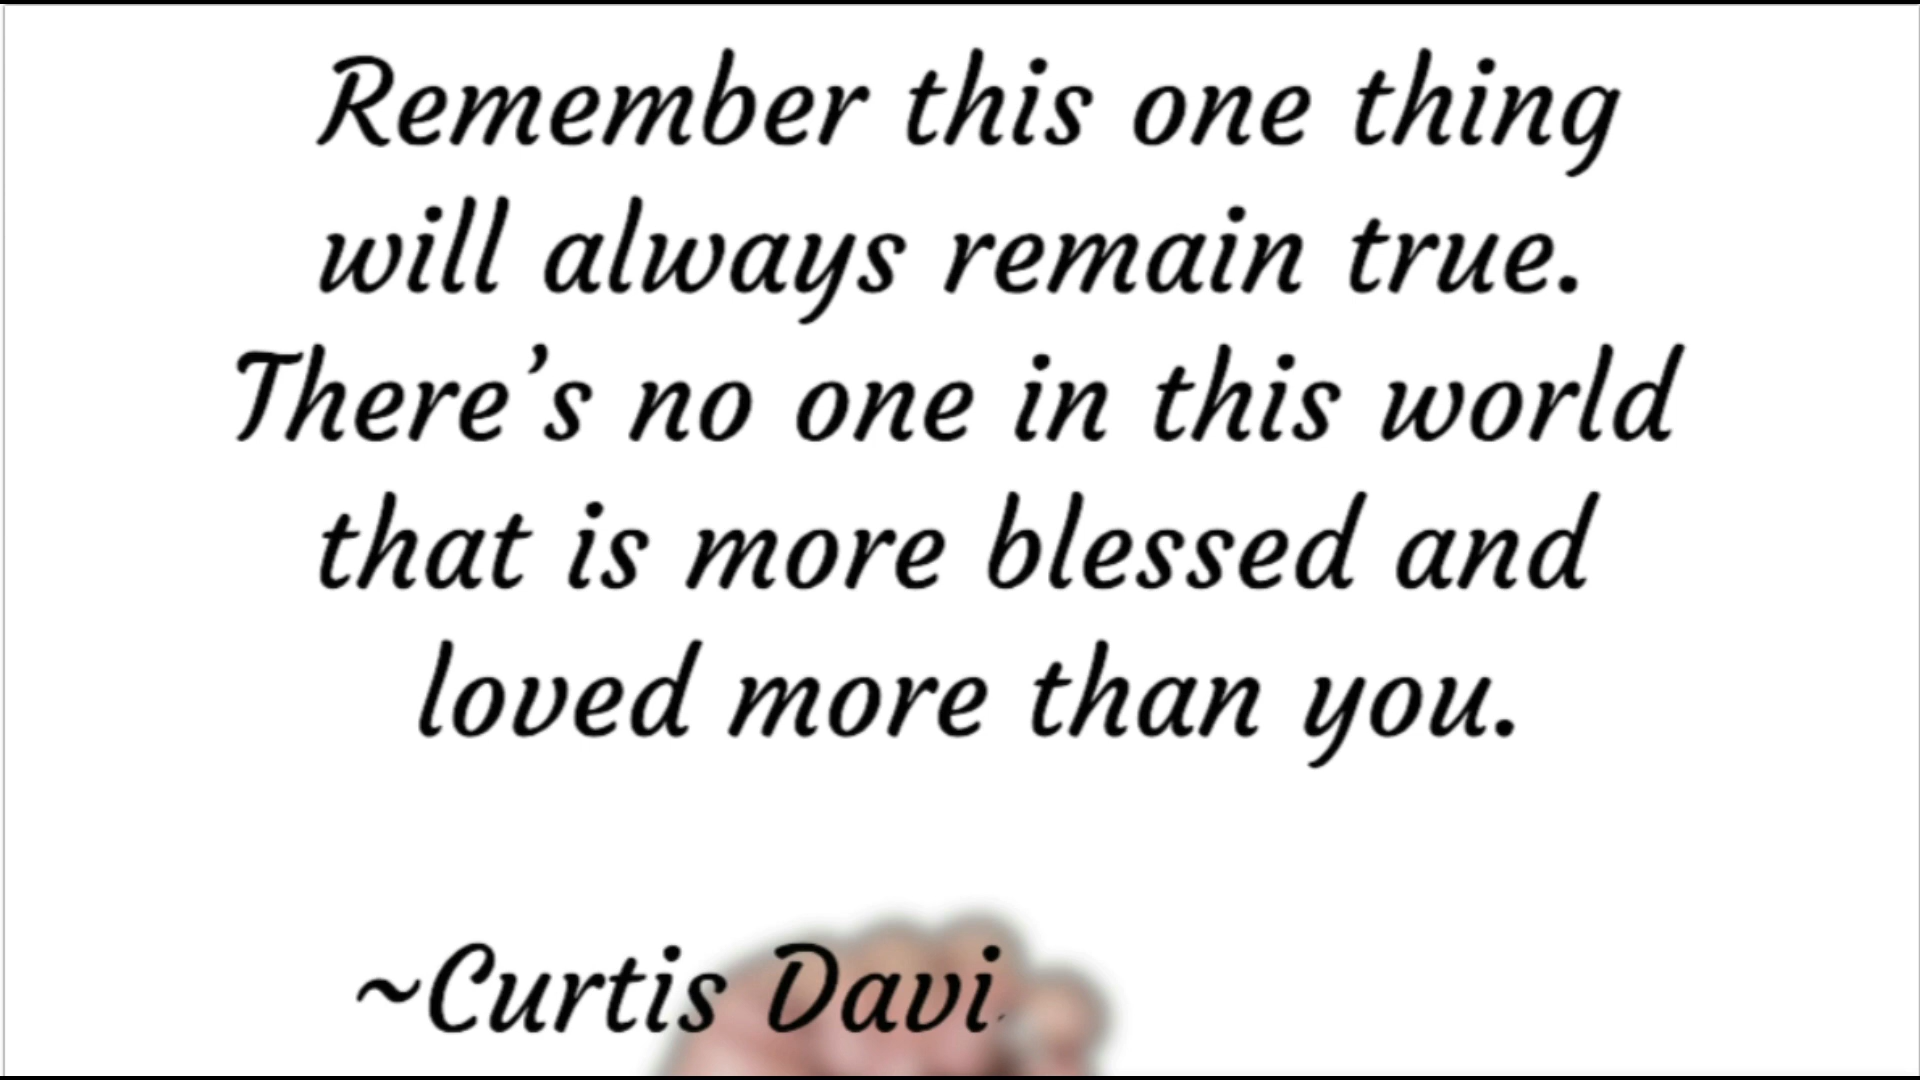 Remember this one thing
will always remain true.
There’s no one in this world
that is more blessed and
loved more than you.
~Curtis Davi